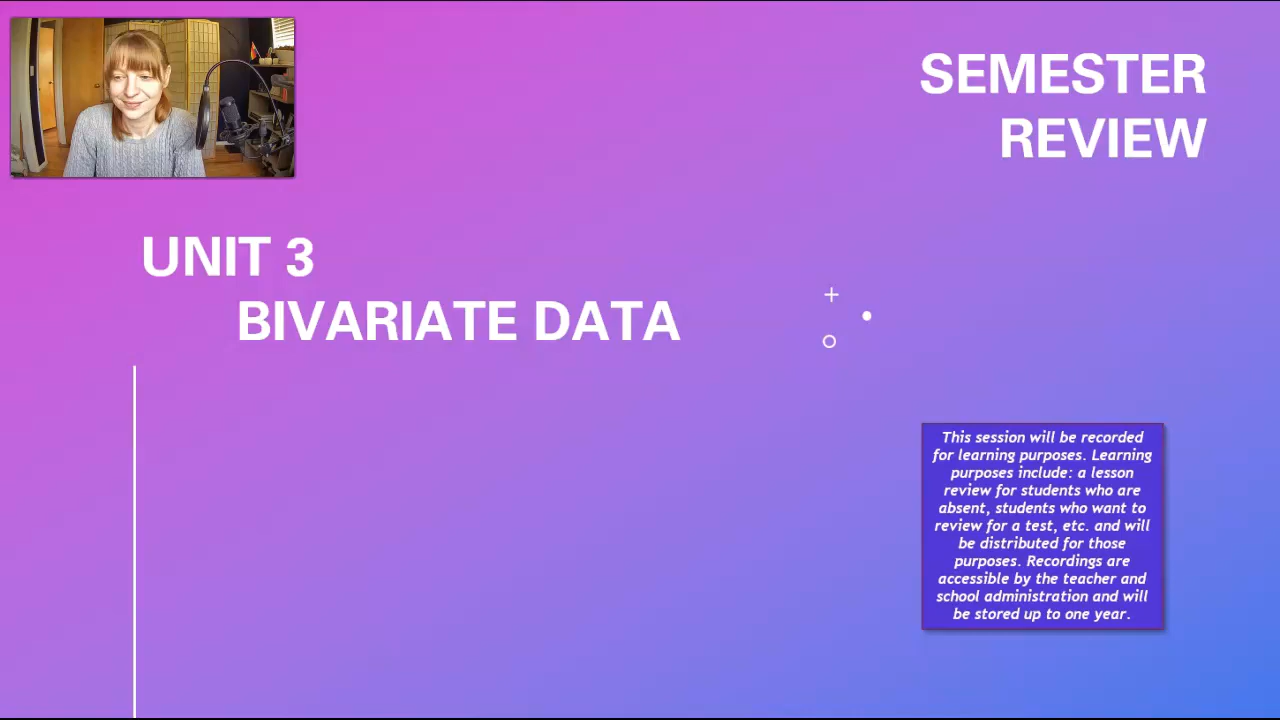 SEMESTER
REVIEW
UNIT 3
BIVARIATE DATA
This session will be recorded
for learning purposes. Learning
purposes include: a lesson
review for students who are
absent, students who want to
review for a test, etc. and will
be distributed for those
purposes. Recordings are
accessible by the teacher and
school administration and will
be stored up to one year.